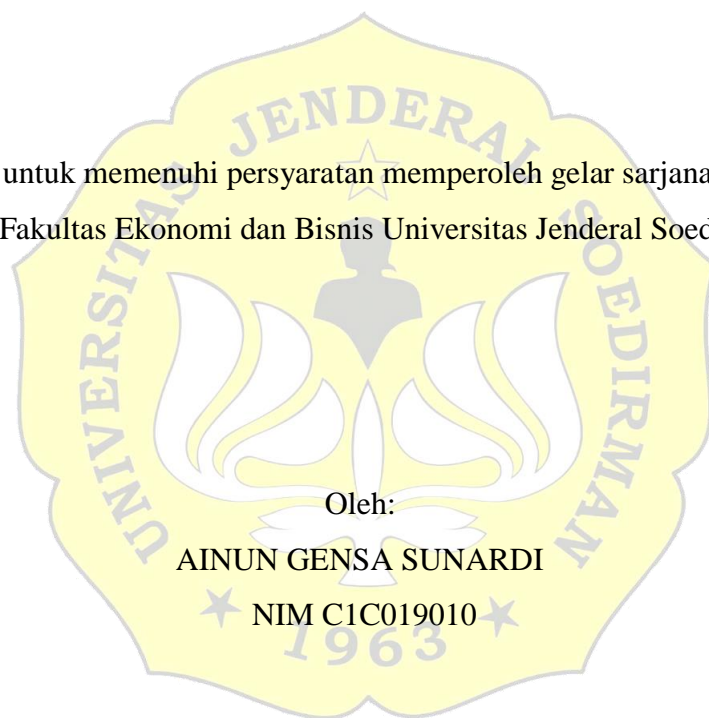 untuk memenuhi persyaratan memperoleh gelar sarjana
Fakultas Ekonomi dan Bisnis Universitas Jenderal Soed
Oleh:
AINUN GENSA SUNARDI
NIM C1C019010
UNIVERSITAS JENDERAL SOEDIRMAN
1963